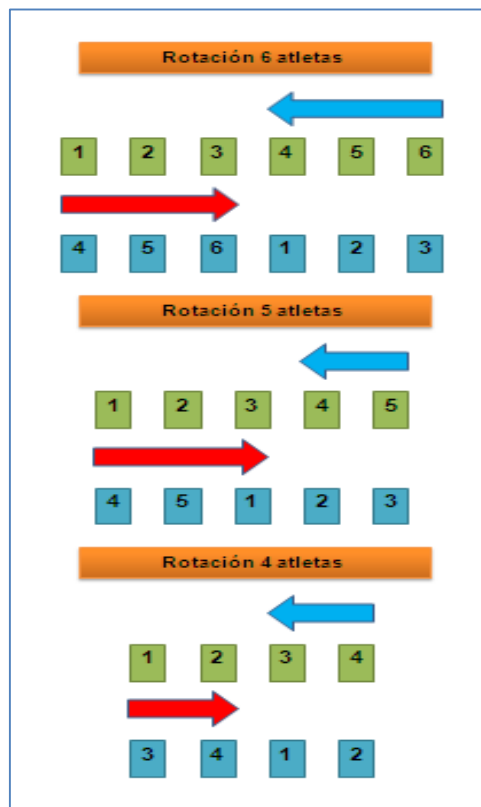 Rotación 6 atletas
1 2 3 4 5 6
4 5 6 1 2 3
Rotación 5 atletas
1 2 3 4 5
4 5 1 2 3
Rotación 4 atletas
1 2 3 4
3 4 1 2